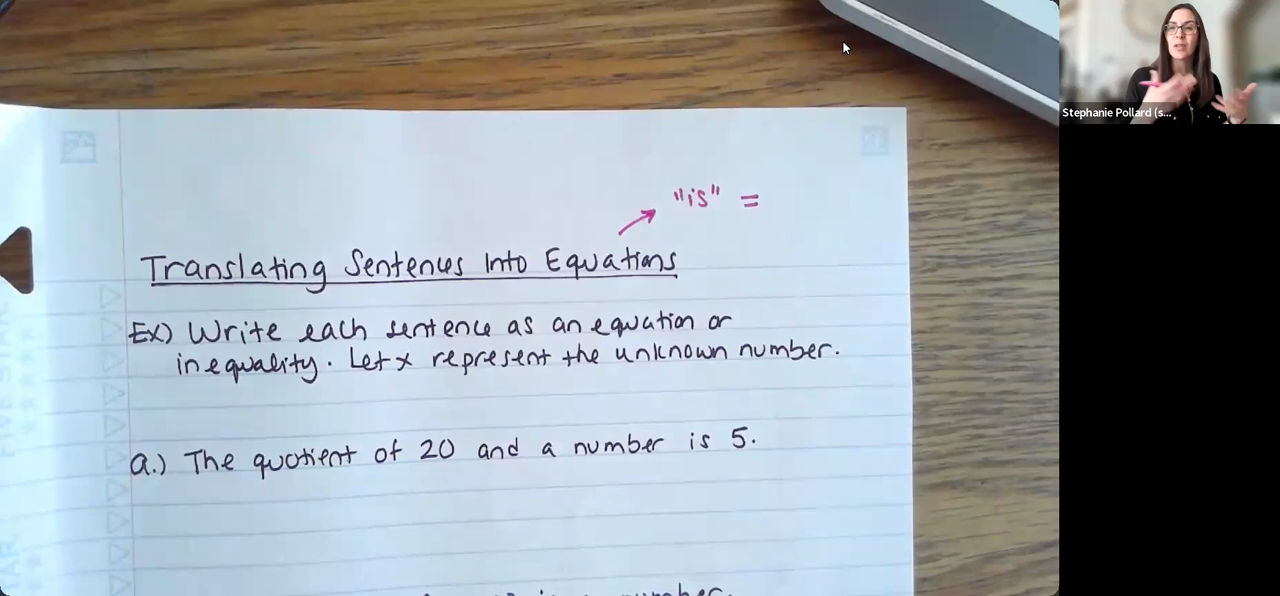 "is" =
Translating Sentences Into Equations
Ex) Write each sentence as an equation or
inequality. Let x represent the unknown number.
a.) The quotient of 20 and a number is 5.
number.
Stephanie Pollard (s...